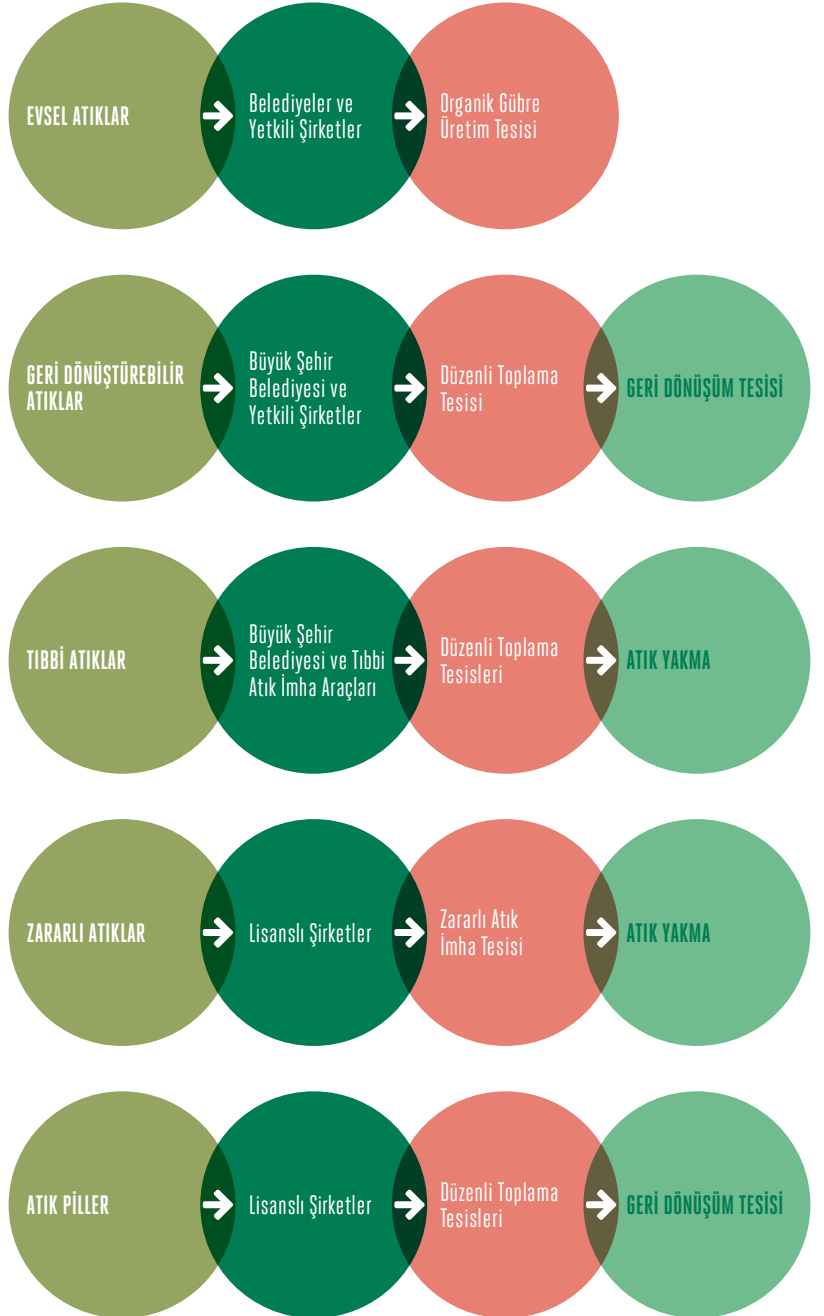 EVSEL ATIKLAR
Belediyeler ve
Yetkili Şirketler
Organik Gübre
Üretim Tesisi
GERİ DÖNÜŞTÜREBİLİR
ATIKLAR
Büyük Şehir
Belediyesi ve
Yetkili Şirketler
Düzenli Toplama
Tesisi
GERİ DÖNÜŞÜM TESİSİ
TIBBİ ATIKLAR
Büyük Şehir
Belediyesi ve Tıbbi
Atık İmha Araçları
Düzenli Toplama
Tesisleri
ATIK YAKMA
ZARARLI ATIKLAR
Lisanslı Şirketler
Zararlı Atık
İmha Tesisi
ATIK YAKMA
ATIK PİLLER
Lisanslı Şirketler
Düzenli Toplama
Tesisleri
GERİ DÖNÜŞÜM TESİSİ